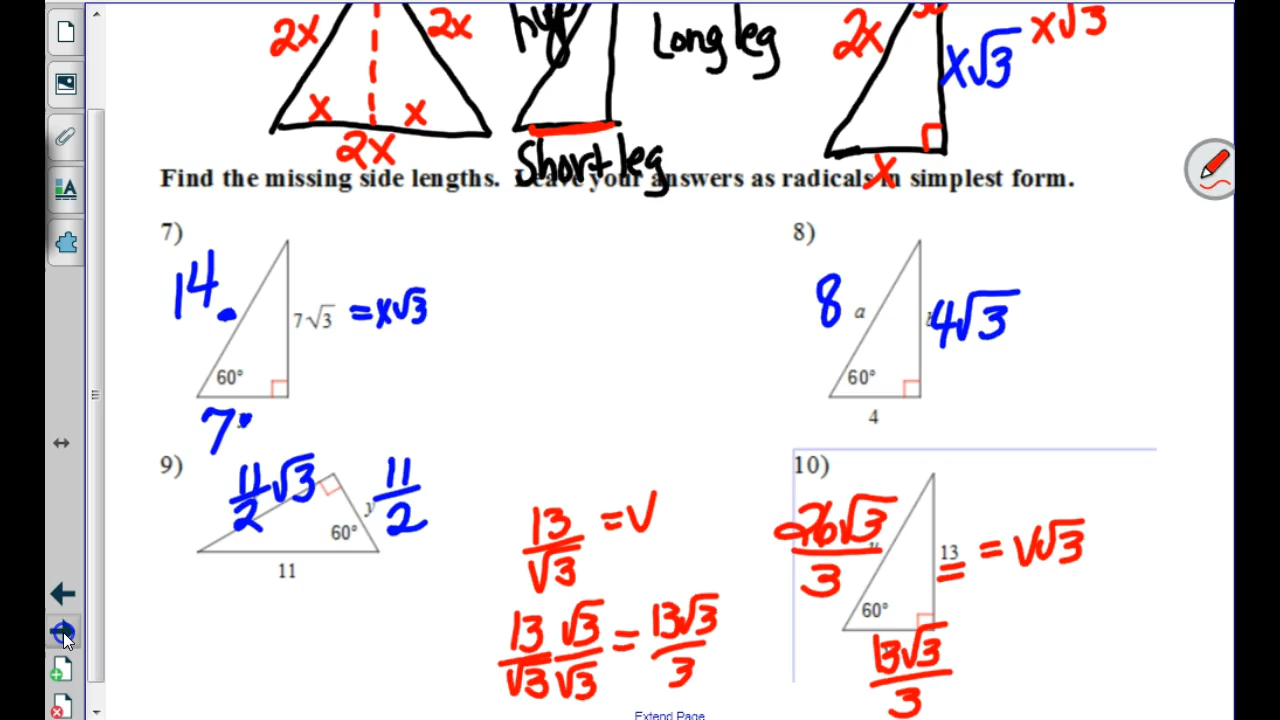 2x 2x x x 2x
hyp Long leg Short leg
2x x√3 x√3 x
Find the missing side lengths. Leave your answers as radicals in simplest form.
7)
14 7√3 = x√3
60°
7
8)
8 a 4√3
60°
4
9)
11/2 √3 y 11/2
60°
11
13/√3 = V
13/√3 √3/√3 = 13√3/3
10)
26√3/3 13 = V√3
60°
13√3/3
Extend Page